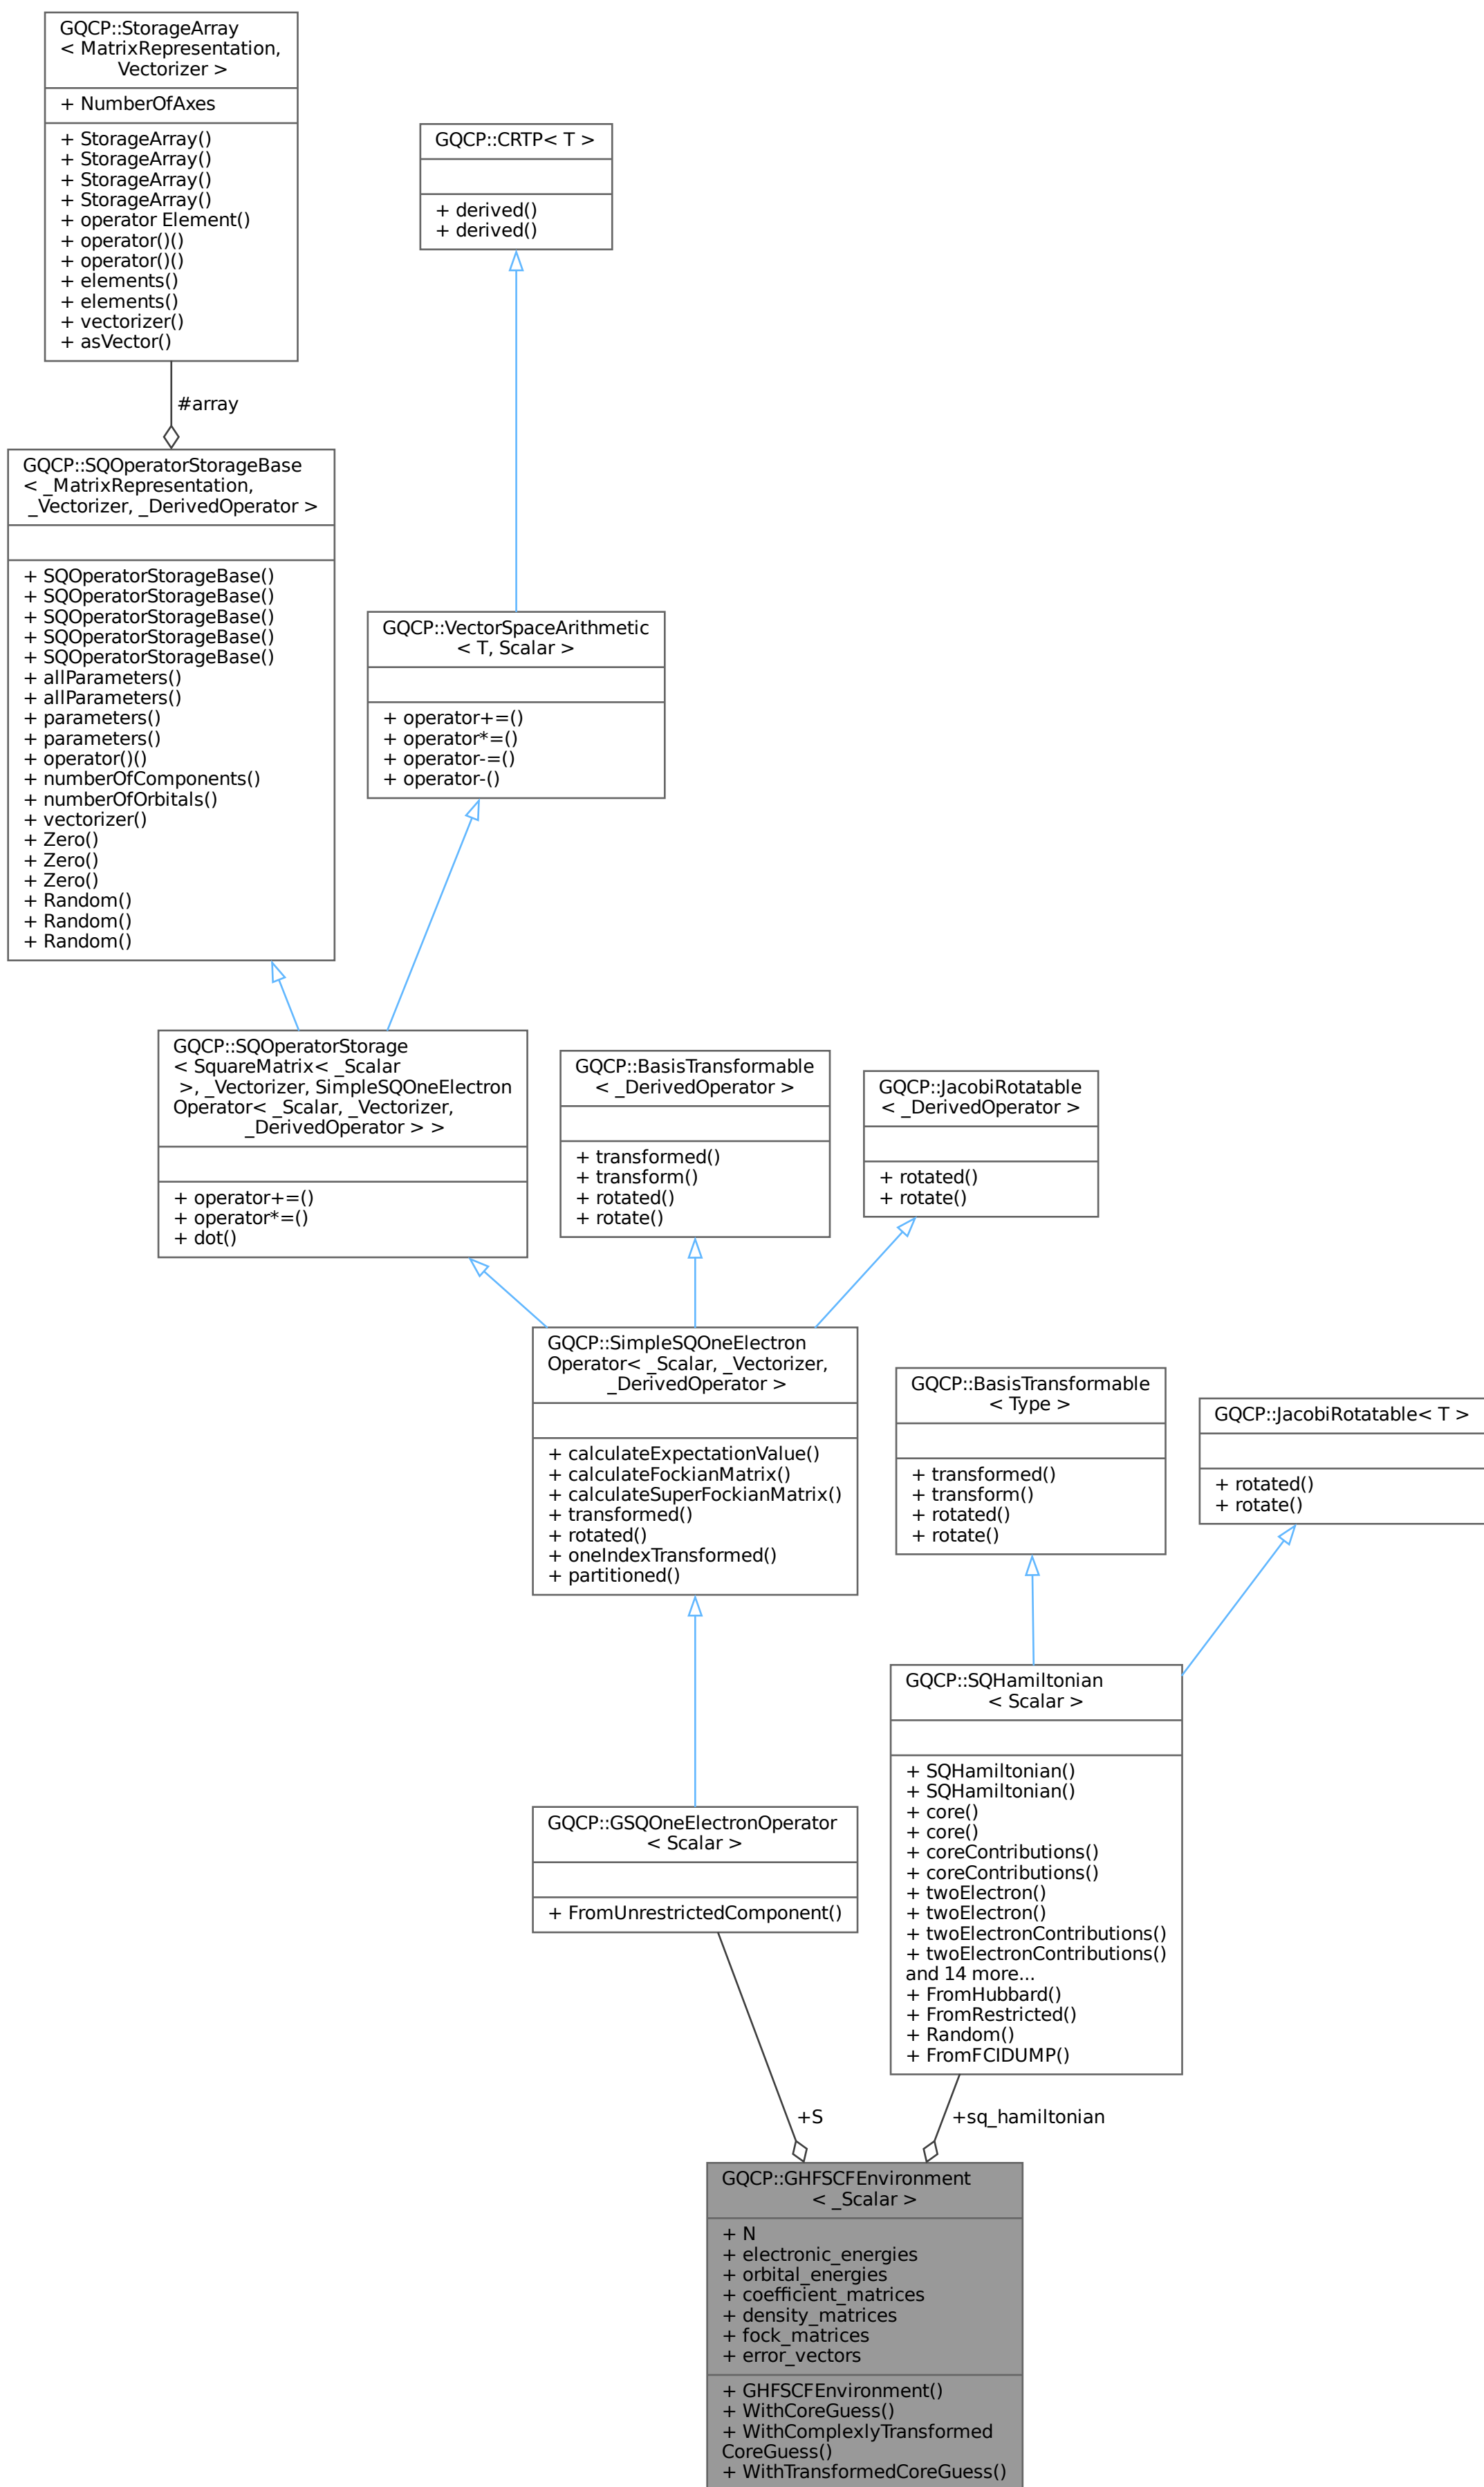 GQCP::StorageArray
< MatrixRepresentation,
Vectorizer >
+ NumberOfAxes
+ StorageArray()
+ StorageArray()
+ StorageArray()
+ StorageArray()
+ operator Element()
+ operator()()
+ operator()()
+ elements()
+ elements()
+ vectorizer()
+ asVector()
GQCP::CRTP< T >
+ derived()
+ derived()
#array
GQCP::SQOperatorStorageBase
< _MatrixRepresentation,
_Vectorizer, _DerivedOperator >
+ SQOperatorStorageBase()
+ SQOperatorStorageBase()
+ SQOperatorStorageBase()
+ SQOperatorStorageBase()
+ SQOperatorStorageBase()
+ allParameters()
+ allParameters()
+ parameters()
+ parameters()
+ operator()()
+ numberOfComponents()
+ numberOfOrbitals()
+ vectorizer()
+ Zero()
+ Zero()
+ Zero()
+ Random()
+ Random()
+ Random()
GQCP::VectorSpaceArithmetic
< T, Scalar >
+ operator+=()
+ operator*=()
+ operator-=()
+ operator-()
GQCP::SQOperatorStorage
< SquareMatrix< _Scalar
>, _Vectorizer, SimpleSQOneElectron
Operator< _Scalar, _Vectorizer,
_DerivedOperator > >
+ operator+=()
+ operator*=()
+ dot()
GQCP::BasisTransformable
< _DerivedOperator >
+ transformed()
+ transform()
+ rotated()
+ rotate()
GQCP::JacobiRotatable
< _DerivedOperator >
+ rotated()
+ rotate()
GQCP::SimpleSQOneElectron
Operator< _Scalar, _Vectorizer,
_DerivedOperator >
+ calculateExpectationValue()
+ calculateFockianMatrix()
+ calculateSuperFockianMatrix()
+ transformed()
+ rotated()
+ oneIndexTransformed()
+ partitioned()
GQCP::BasisTransformable
< Type >
+ transformed()
+ transform()
+ rotated()
+ rotate()
GQCP::JacobiRotatable< T >
+ rotated()
+ rotate()
GQCP::GSQOneElectronOperator
< Scalar >
+ FromUnrestrictedComponent()
GQCP::SQHamiltonian
< Scalar >
+ SQHamiltonian()
+ SQHamiltonian()
+ core()
+ core()
+ coreContributions()
+ coreContributions()
+ twoElectron()
+ twoElectron()
+ twoElectronContributions()
+ twoElectronContributions()
and 14 more...
+ FromHubbard()
+ FromRestricted()
+ Random()
+ FromFCIDUMP()
+S
+sq_hamiltonian
GQCP::GHFSCFEnvironment
< _Scalar >
+ N
+ electronic_energies
+ orbital_energies
+ coefficient_matrices
+ density_matrices
+ fock_matrices
+ error_vectors
+ GHFSCFEnvironment()
+ WithCoreGuess()
+ WithComplexlyTransformed
CoreGuess()
+ WithTransformedCoreGuess()